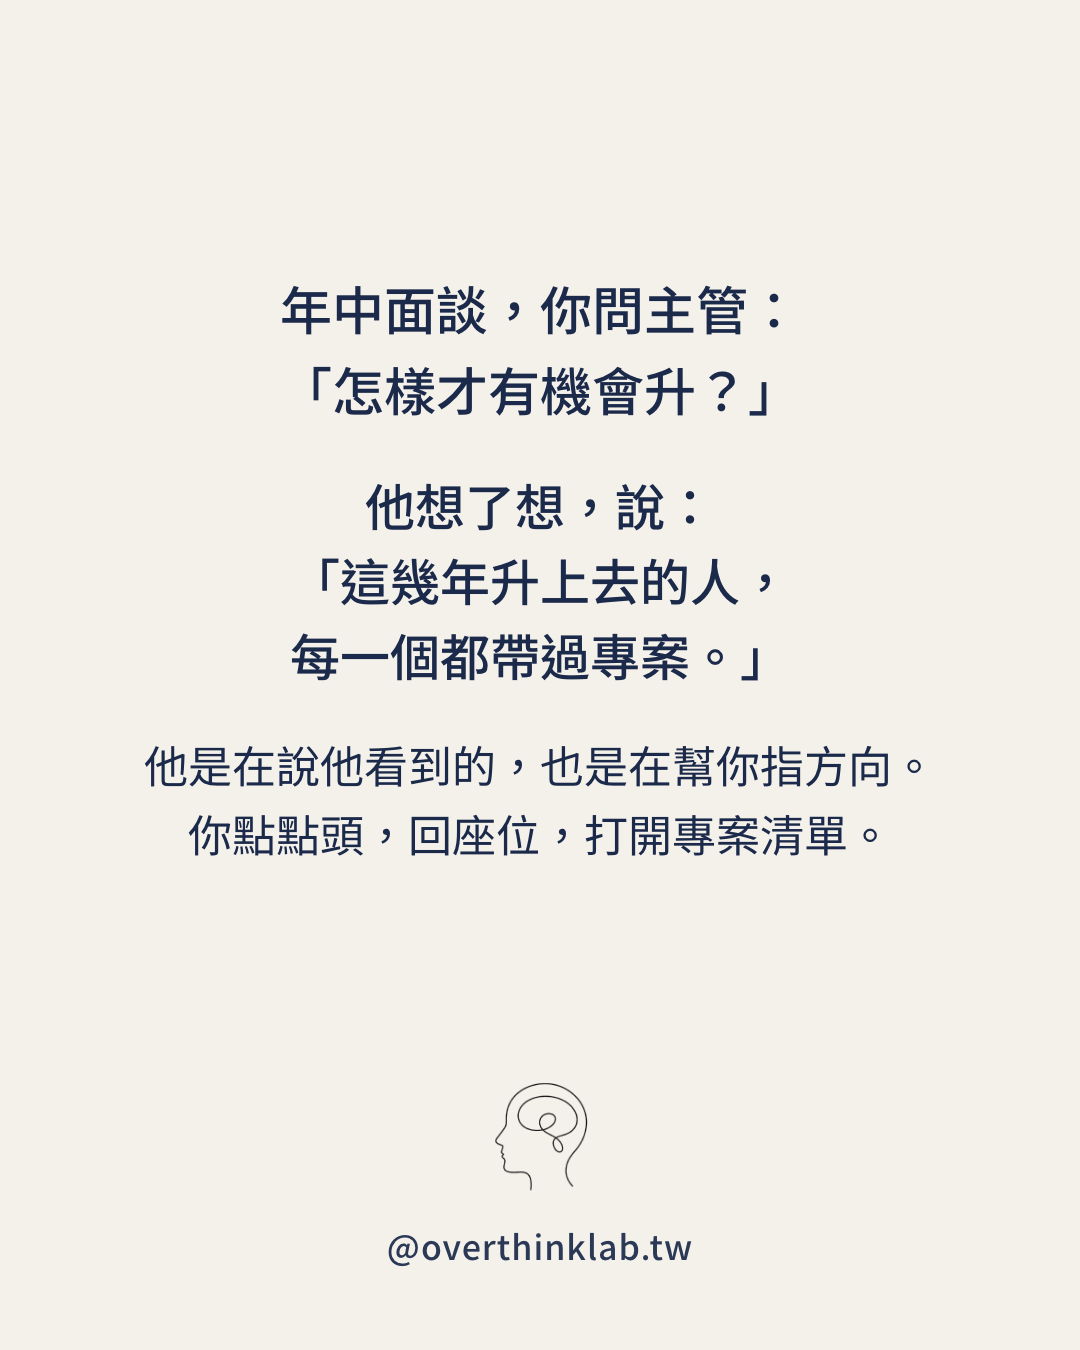 年中面談，你問主管：
「怎樣才有機會升？」
他想了想，說：
「這幾年升上去的人，
每一個都帶過專案。」
他是在說他看到的，也是在幫你指方向。
你點點頭，回座位，打開專案清單。
@overthinklab.tw